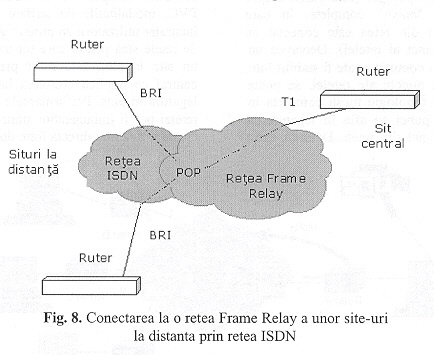 Ruter
BRI
Ruter
T1
Sit
central
Situri la
distanţă
Reţea
ISDN
POP
Reţea Frame
Relay
BRI
Ruter
Fig. 8. Conectarea la o retea Frame Relay a unor site-uri
la distanta prin retea ISDN